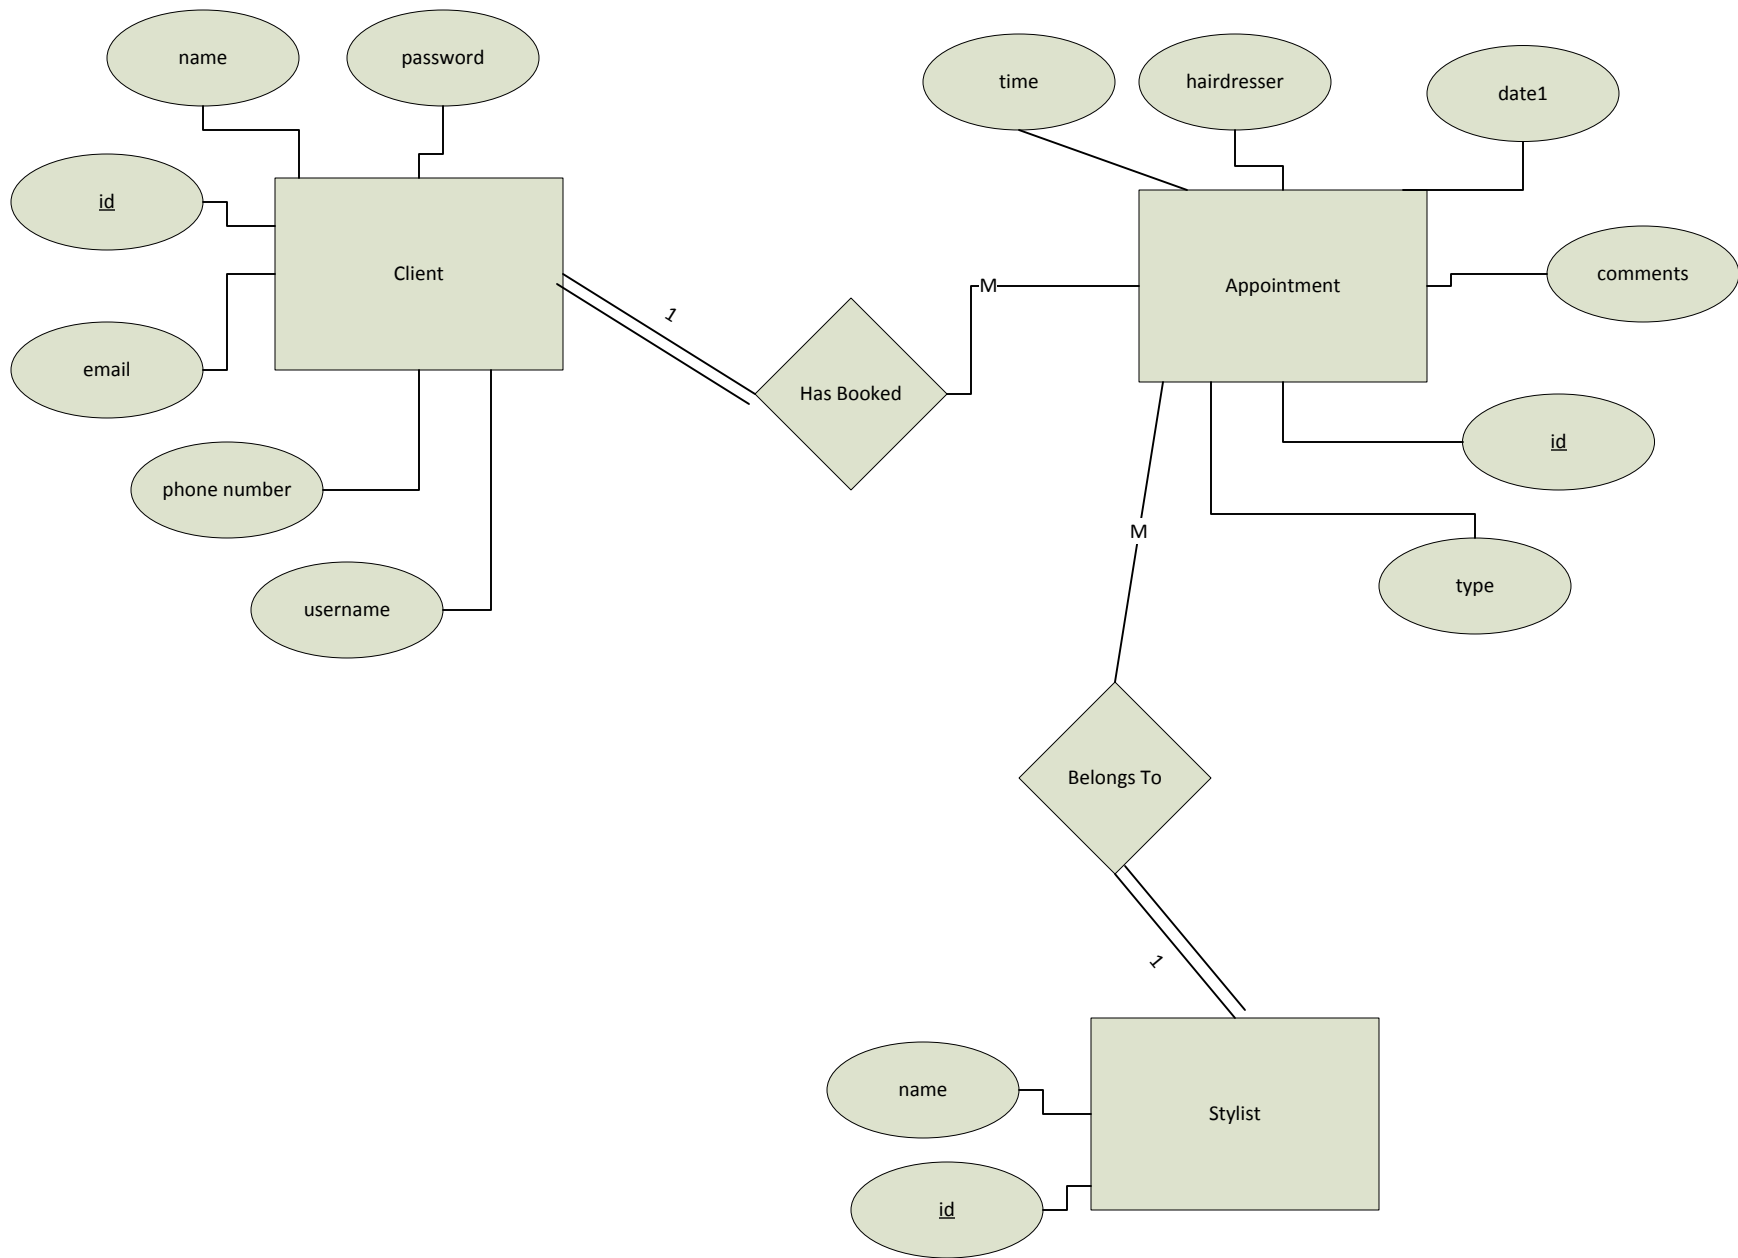 name
password
time
hairdresser
date1
id
Client
1
M
Appointment
comments
email
Has Booked
phone number
id
M
type
username
Belongs To
1
name
Stylist
id